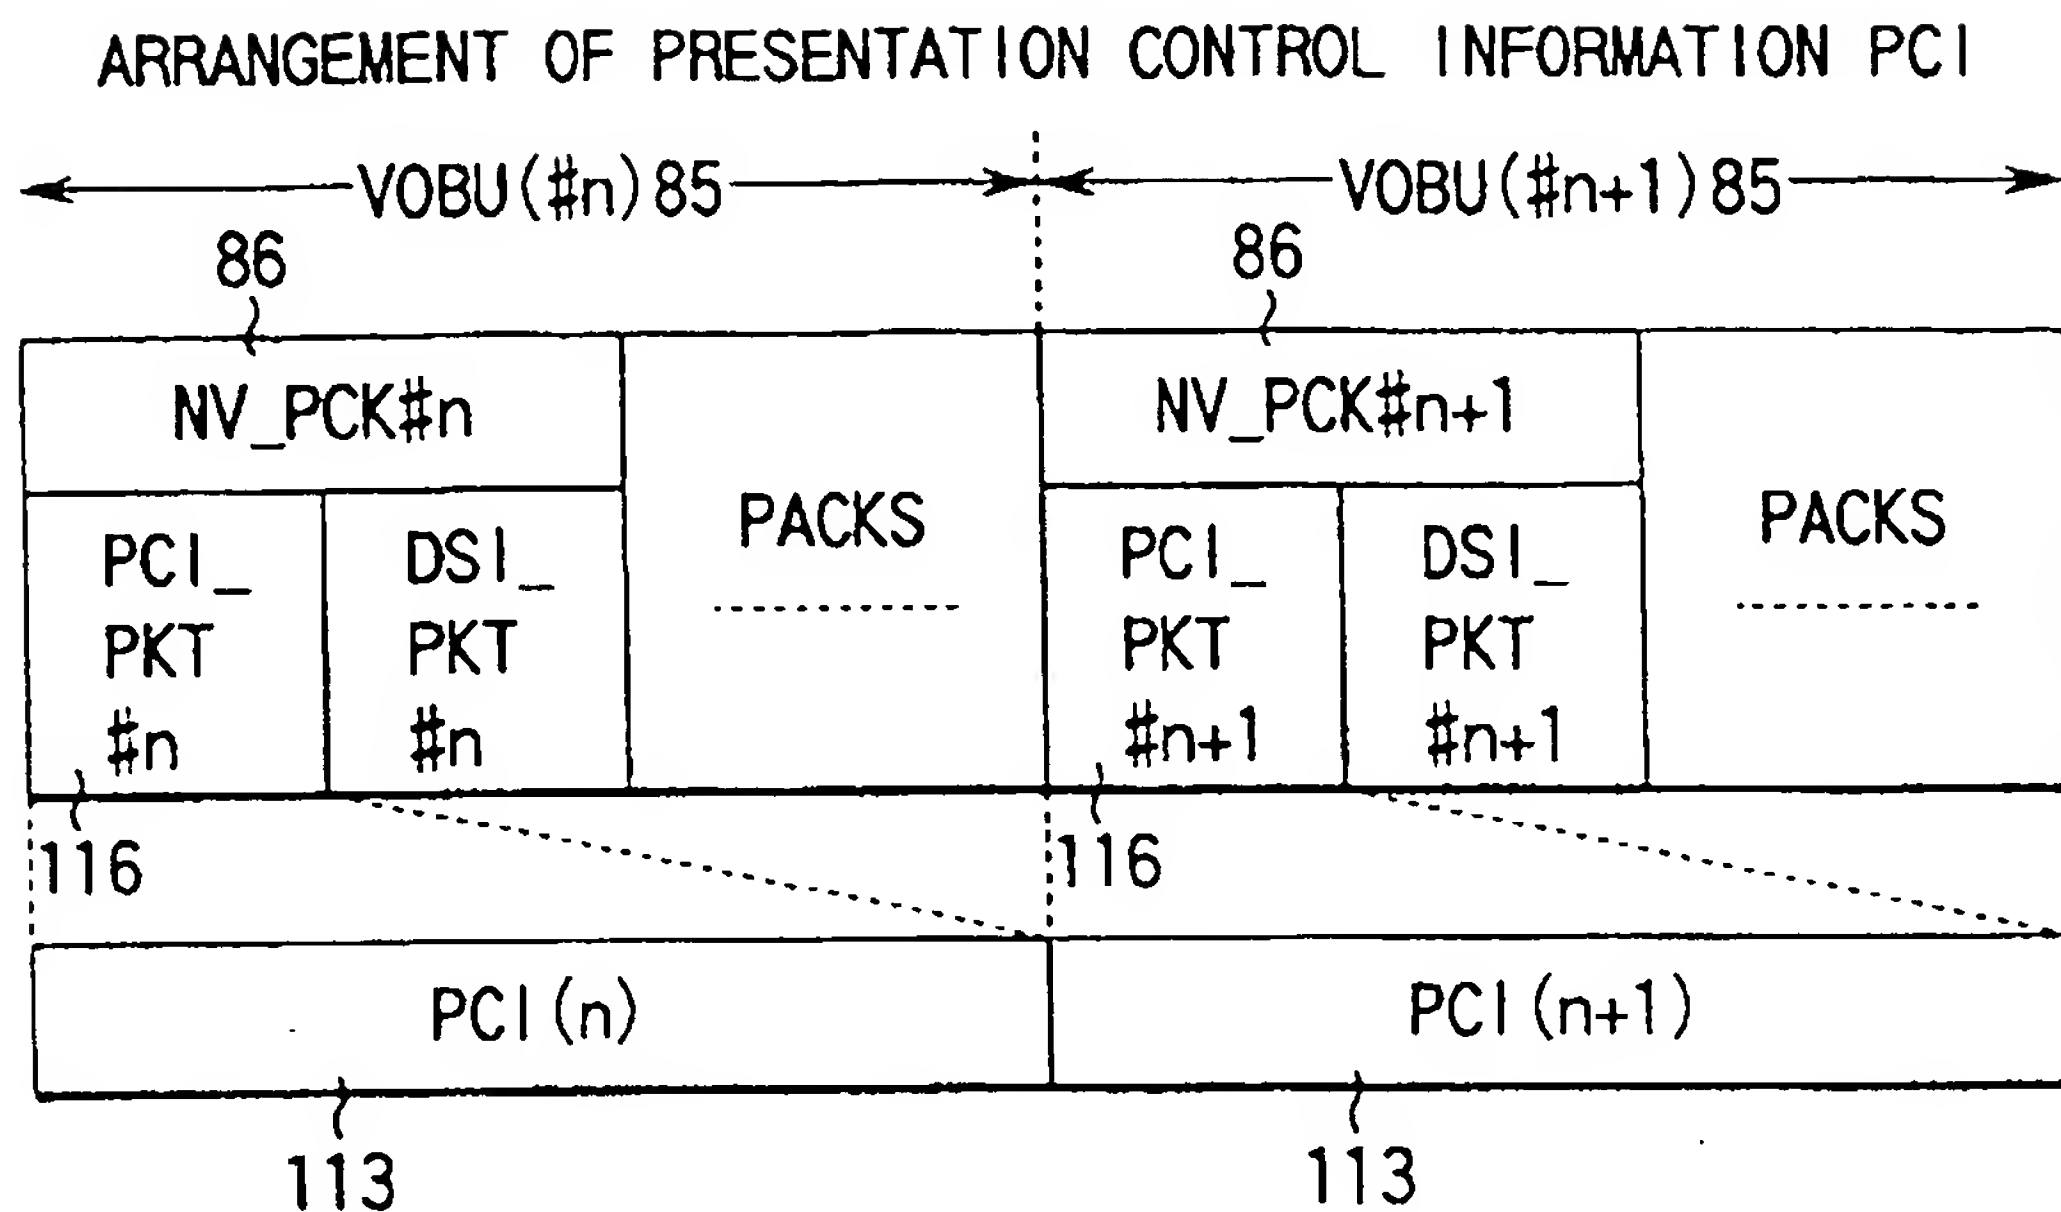 ARRANGEMENT OF PRESENTATION CONTROL INFORMATION PCI
VOBU(#n)85
VOBU(#n+1)85
86
86
NV_PCK#n
NV_PCK#n+1
PCI_
PKT
#n
DSI_
PKT
#n
PACKS
PCI_
PKT
#n+1
DSI_
PKT
#n+1
PACKS
116
116
PCI(n)
PCI(n+1)
113
113